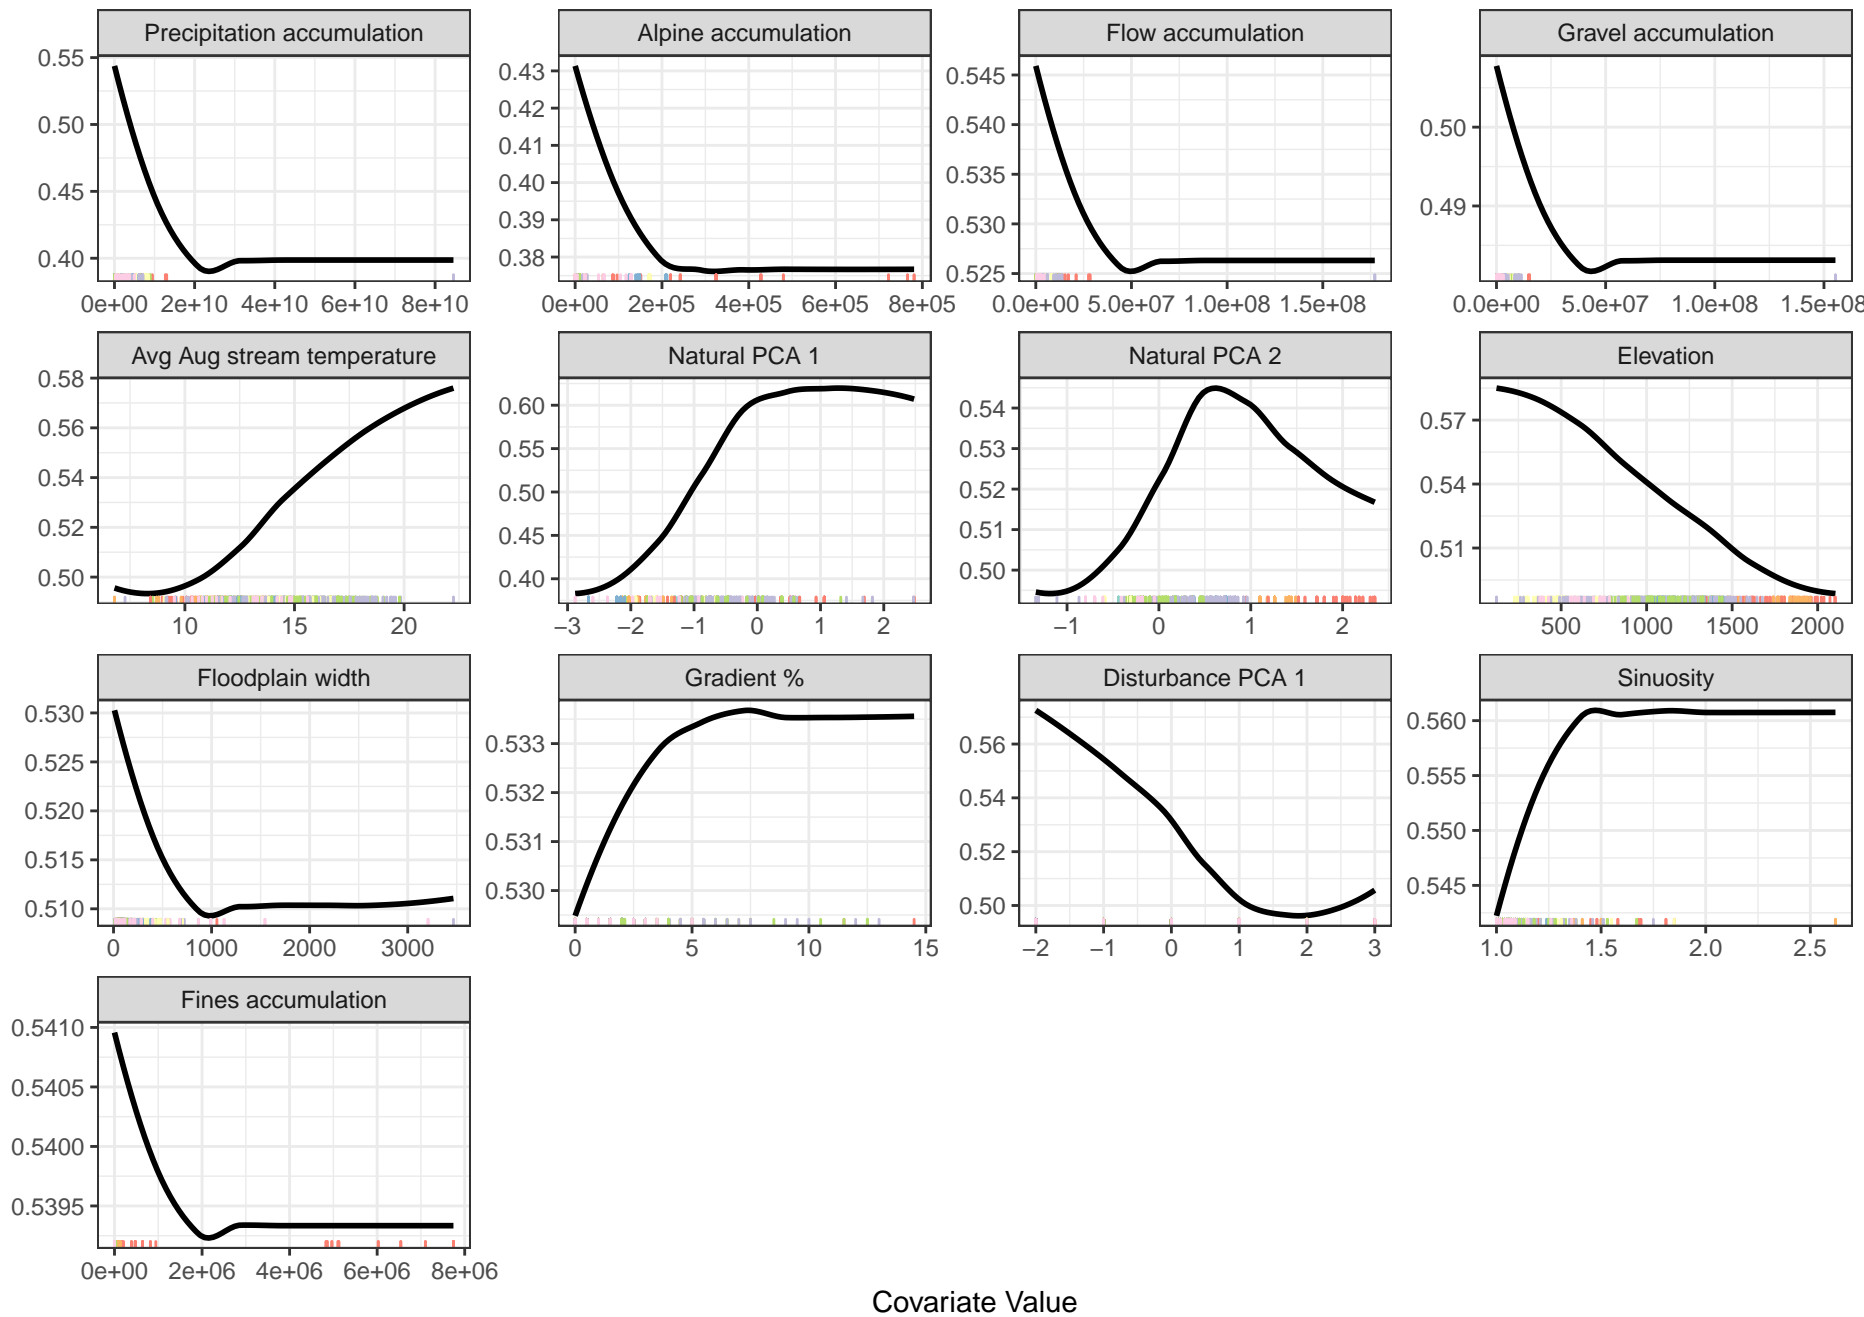 Precipitation accumulation
Alpine accumulation
Flow accumulation
Gravel accumulation
0.55
0.50
0.45
0.40
0e+00 2e+10 4e+10 6e+10 8e+10
0.43
0.42
0.41
0.40
0.39
0.38
0e+00 2e+05 4e+05 6e+05 8e+05
0.545
0.540
0.535
0.530
0.525
0.0e+00 5.0e+07 1.0e+08 1.5e+08
0.50
0.49
0.0e+00 5.0e+07 1.0e+08 1.5e+08
Avg Aug stream temperature
Natural PCA 1
Natural PCA 2
Elevation
0.58
0.56
0.54
0.52
0.50
10 15 20
0.60
0.55
0.50
0.45
0.40
−3 −2 −1 0 1 2
0.54
0.53
0.52
0.51
0.50
−1 0 1 2
0.57
0.54
0.51
500 1000 1500 2000
Floodplain width
Gradient %
Disturbance PCA 1
Sinuosity
0.530
0.525
0.520
0.515
0.510
0 1000 2000 3000
0.533
0.532
0.531
0.530
0 5 10 15
0.56
0.54
0.52
0.50
−2 −1 0 1 2 3
0.560
0.555
0.550
0.545
1.0 1.5 2.0 2.5
Fines accumulation
0.5410
0.5405
0.5400
0.5395
0e+00 2e+06 4e+06 6e+06 8e+06
Covariate Value